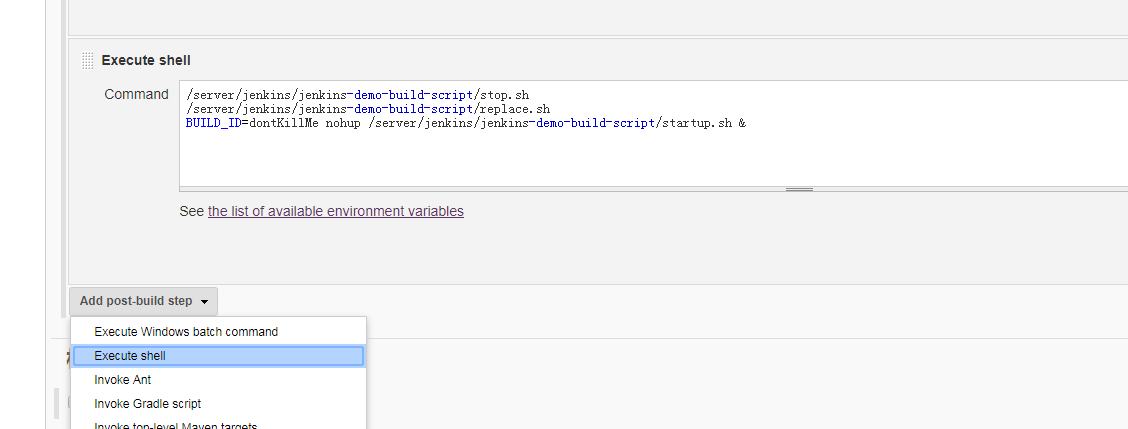 Execute shell
Command
/server/jenkins/jenkins-demo-build-script/stop.sh
/server/jenkins/jenkins-demo-build-script/replace.sh
BUILD_ID=dontKillMe nohup /server/jenkins/jenkins-demo-build-script/startup.sh &
See the list of available environment variables
Add post-build step
Execute Windows batch command
Execute shell
Invoke Ant
Invoke Gradle script
Invoke top-level Maven targets